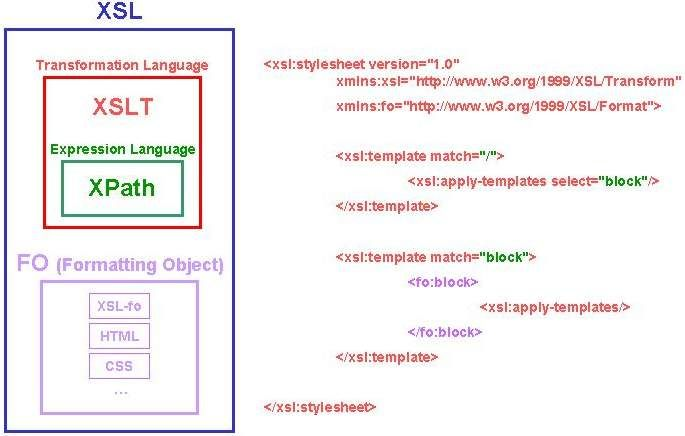 XSL
Transformation Language
XSLT
Expression Language
XPath
FO (Formatting Object)
XSL-fo
HTML
CSS
...
<xsl:stylesheet version="1.0"
xmlns:xsl="http://www.w3.org/1999/XSL/Transform"
xmlns:fo="http://www.w3.org/1999/XSL/Format">
<xsl:template match="/">
<xsl:apply-templates select="block"/>
</xsl:template>
<xsl:template match="block">
<fo:block>
<xsl:apply-templates/>
</fo:block>
</xsl:template>
</xsl:stylesheet>